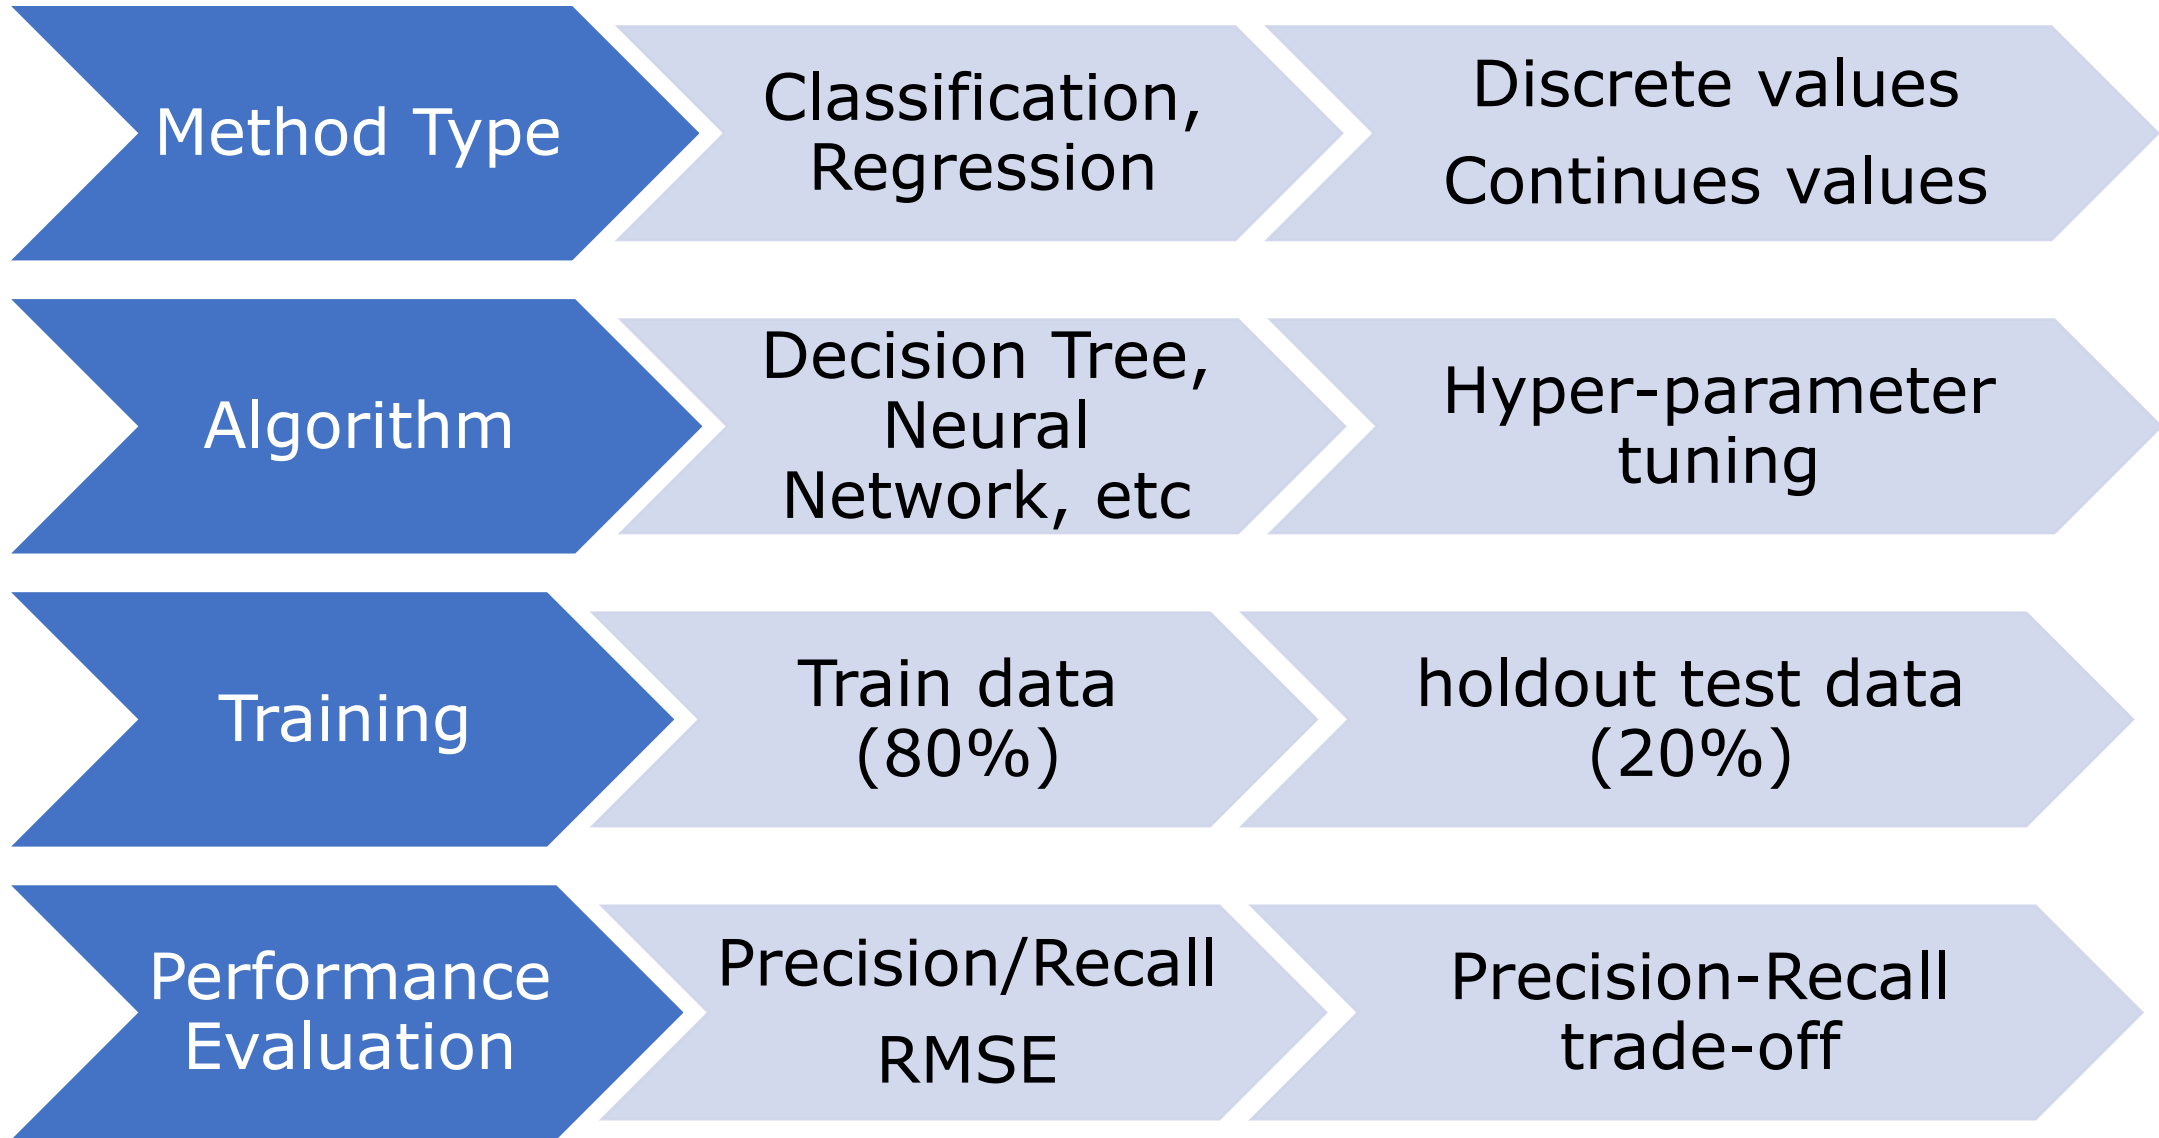 Method Type
Classification,
Regression
Discrete values
Continues values
Algorithm
Decision Tree,
Neural
Network, etc
Hyper-parameter
tuning
Training
Train data
(80%)
holdout test data
(20%)
Performance
Evaluation
Precision/Recall
RMSE
Precision-Recall
trade-off